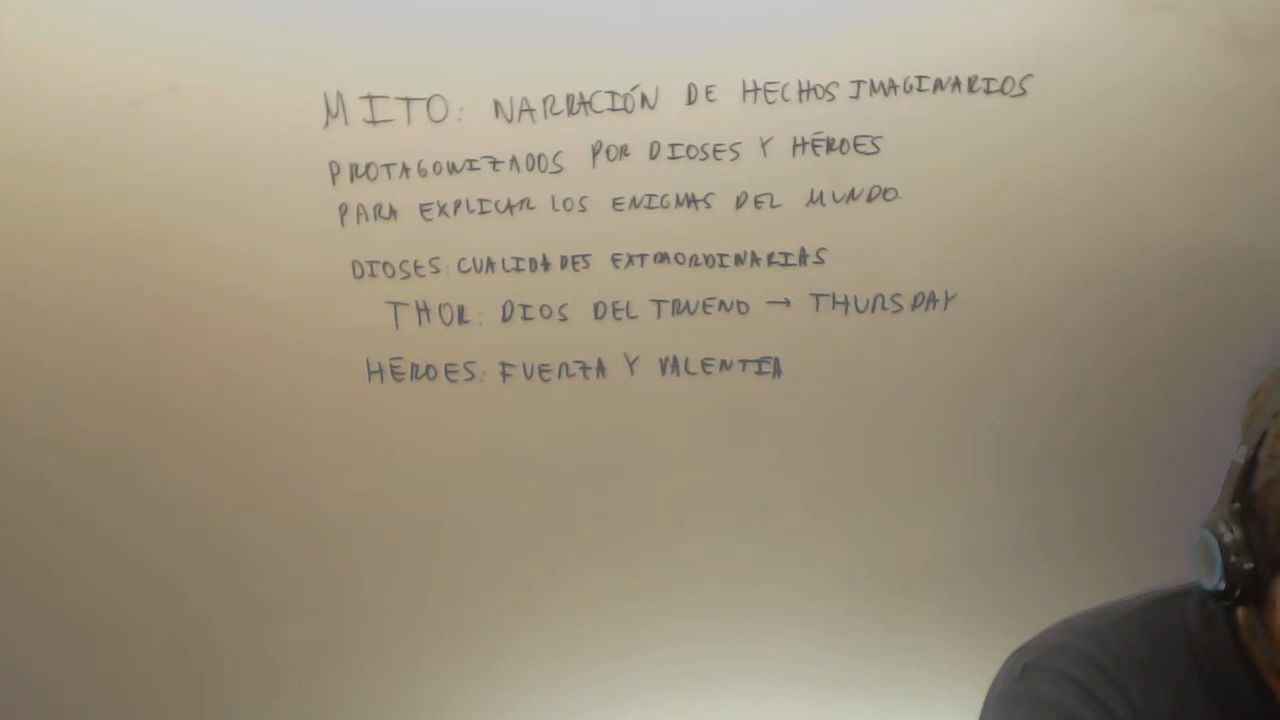 MITO: NARRACIÓN DE HECHOS IMAGINARIOS
PROTAGONIZADOS POR DIOSES Y HÉROES
PARA EXPLICAR LOS ENIGMAS DEL MUNDO.
DIOSES: CUALIDADES EXTRAORDINARIAS
THOR: DIOS DEL TRUENO → THURSDAY
HÉROES: FUERZA Y VALENTÍA